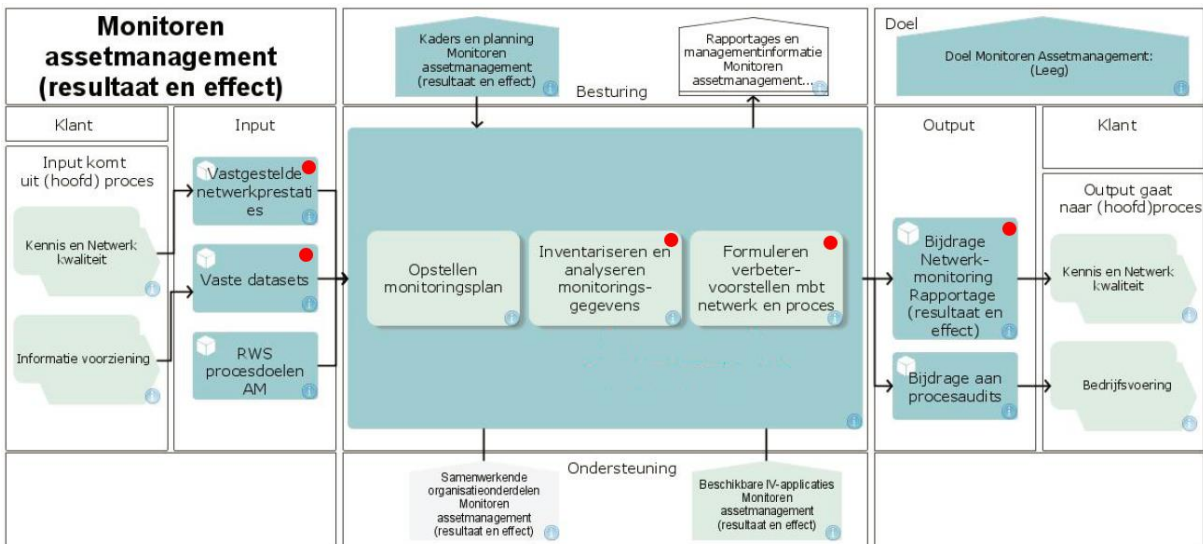 Monitoren
assetmanagement
(resultaat en effect)
Kaders en planning
Monitoren
assetmanagement
(resultaat en effect)
Besturing
Rapportages en
managementinformatie
Monitoren
assetmanagement...
Doel
Doel Monitoren Assetmanagement:
(Leeg)
Klant
Input komt
uit (hoofd) proces
Kennis en Netwerk
kwaliteit
Informatie voorziening
Input
Vastgestelde
netwerkprestati
es
Vaste datasets
RWS
procesdoelen
AM
Opstellen
monitoringsplan
Inventariseren en
analyseren
monitorings-
gegevens
Formuleren
verbeter-
voorstellen mbt
netwerk en proces
Output
Bijdrage
Netwerk-
monitoring
Rapportage
(resultaat en
effect)
Bijdrage aan
procesaudits
Klant
Output gaat
naar (hoofd)proces
Kennis en Netwerk
kwaliteit
Bedrijfsvoering
Ondersteuning
Samenwerkende
organisatieonderdelen
Monitoren
assetmanagement
(resultaat en effect)
Beschikbare IV-applicaties
Monitoren
assetmanagement
(resultaat en effect)